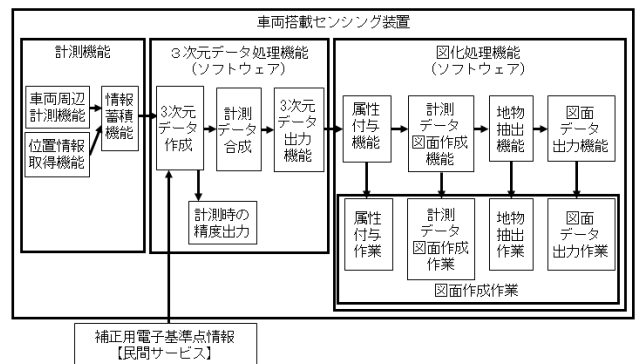 車両搭載センシング装置
計測機能
車両周辺
計測機能
位置情報
取得機能
情報
蓄積
機能
3次元データ処理機能
(ソフトウェア)
3次元
データ
作成
計測
データ
合成
3次元
データ
出力
機能
計測時の
精度出力
図化処理機能
(ソフトウェア)
属性
付与
機能
計測
データ
図面作成
機能
地物
抽出
機能
図面
データ
出力機能
属性
付与
作業
計測
データ
図面作成
作業
地物
抽出
作業
図面
データ
出力作業
図面作成作業
補正用電子基準点情報
【民間サービス】